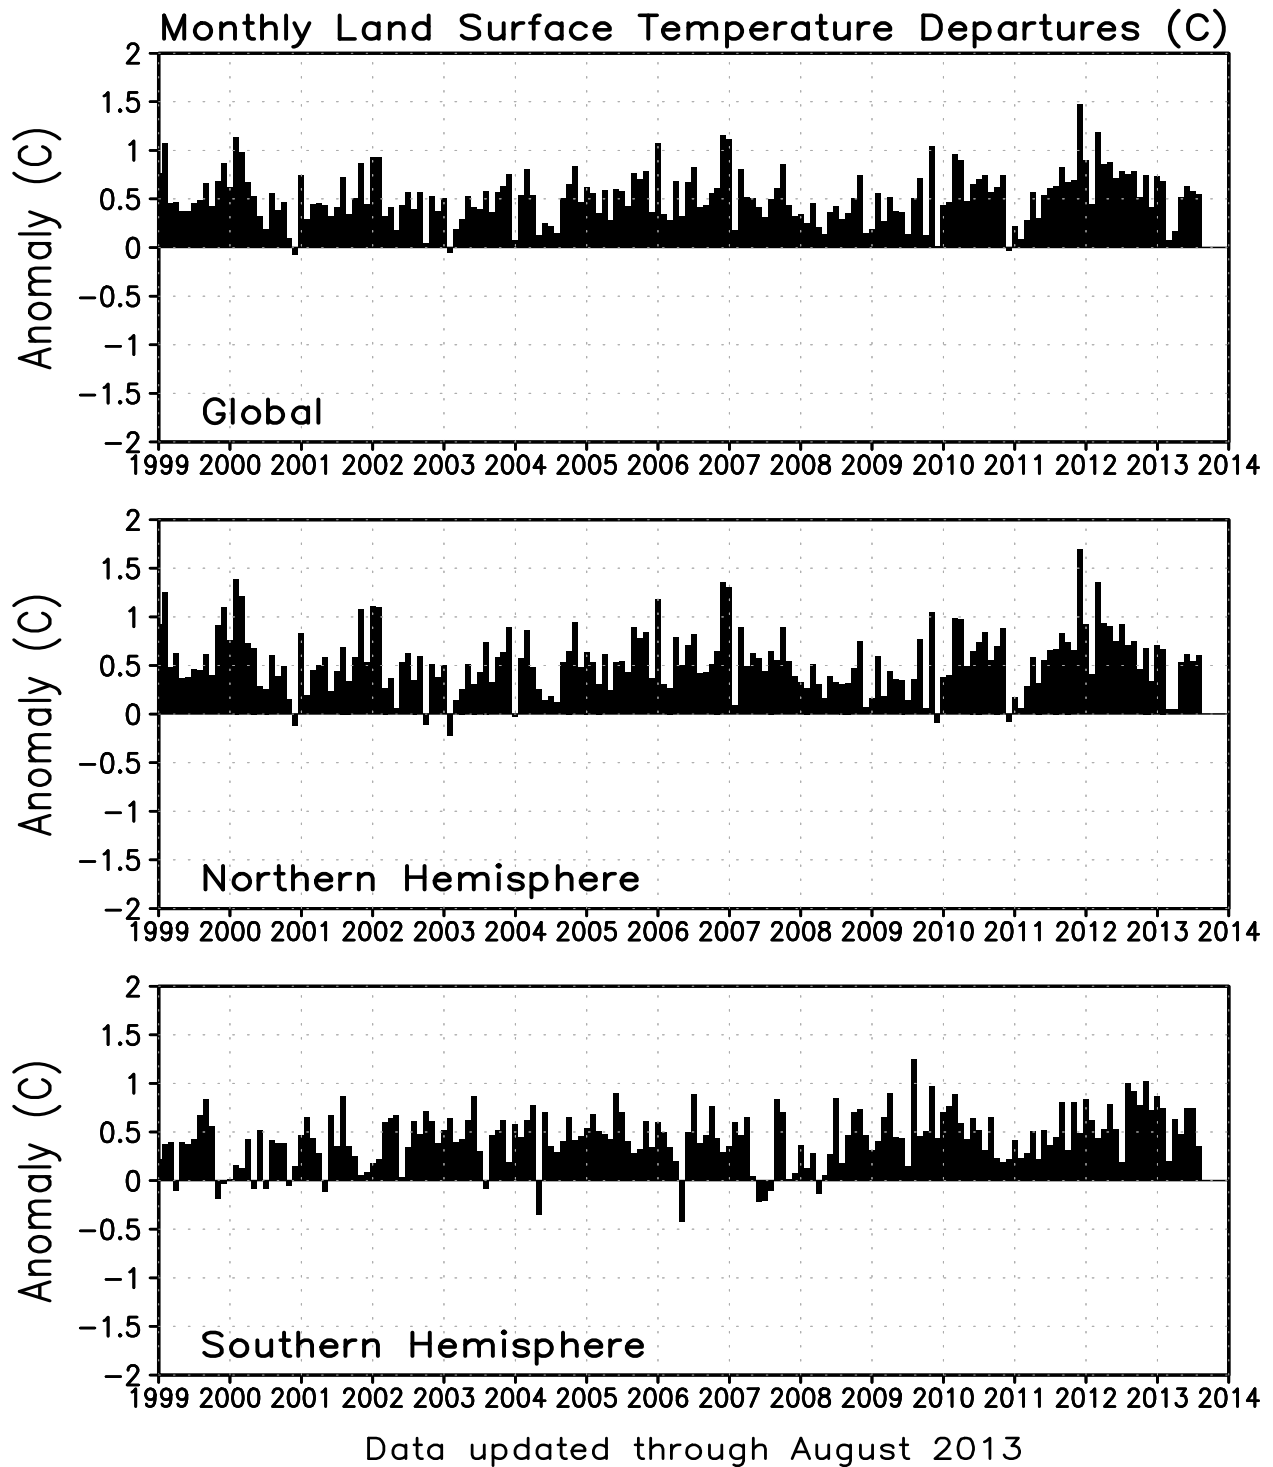 Monthly Land Surface Temperature Departures (C)
Anomaly (C)
2
1.5
1
0.5
0
−0.5
−1
−1.5
−2
Global
1999 2000 2001 2002 2003 2004 2005 2006 2007 2008 2009 2010 2011 2012 2013 2014
Anomaly (C)
2
1.5
1
0.5
0
−0.5
−1
−1.5
−2
Northern Hemisphere
1999 2000 2001 2002 2003 2004 2005 2006 2007 2008 2009 2010 2011 2012 2013 2014
Anomaly (C)
2
1.5
1
0.5
0
−0.5
−1
−1.5
−2
Southern Hemisphere
1999 2000 2001 2002 2003 2004 2005 2006 2007 2008 2009 2010 2011 2012 2013 2014
Data updated through August 2013